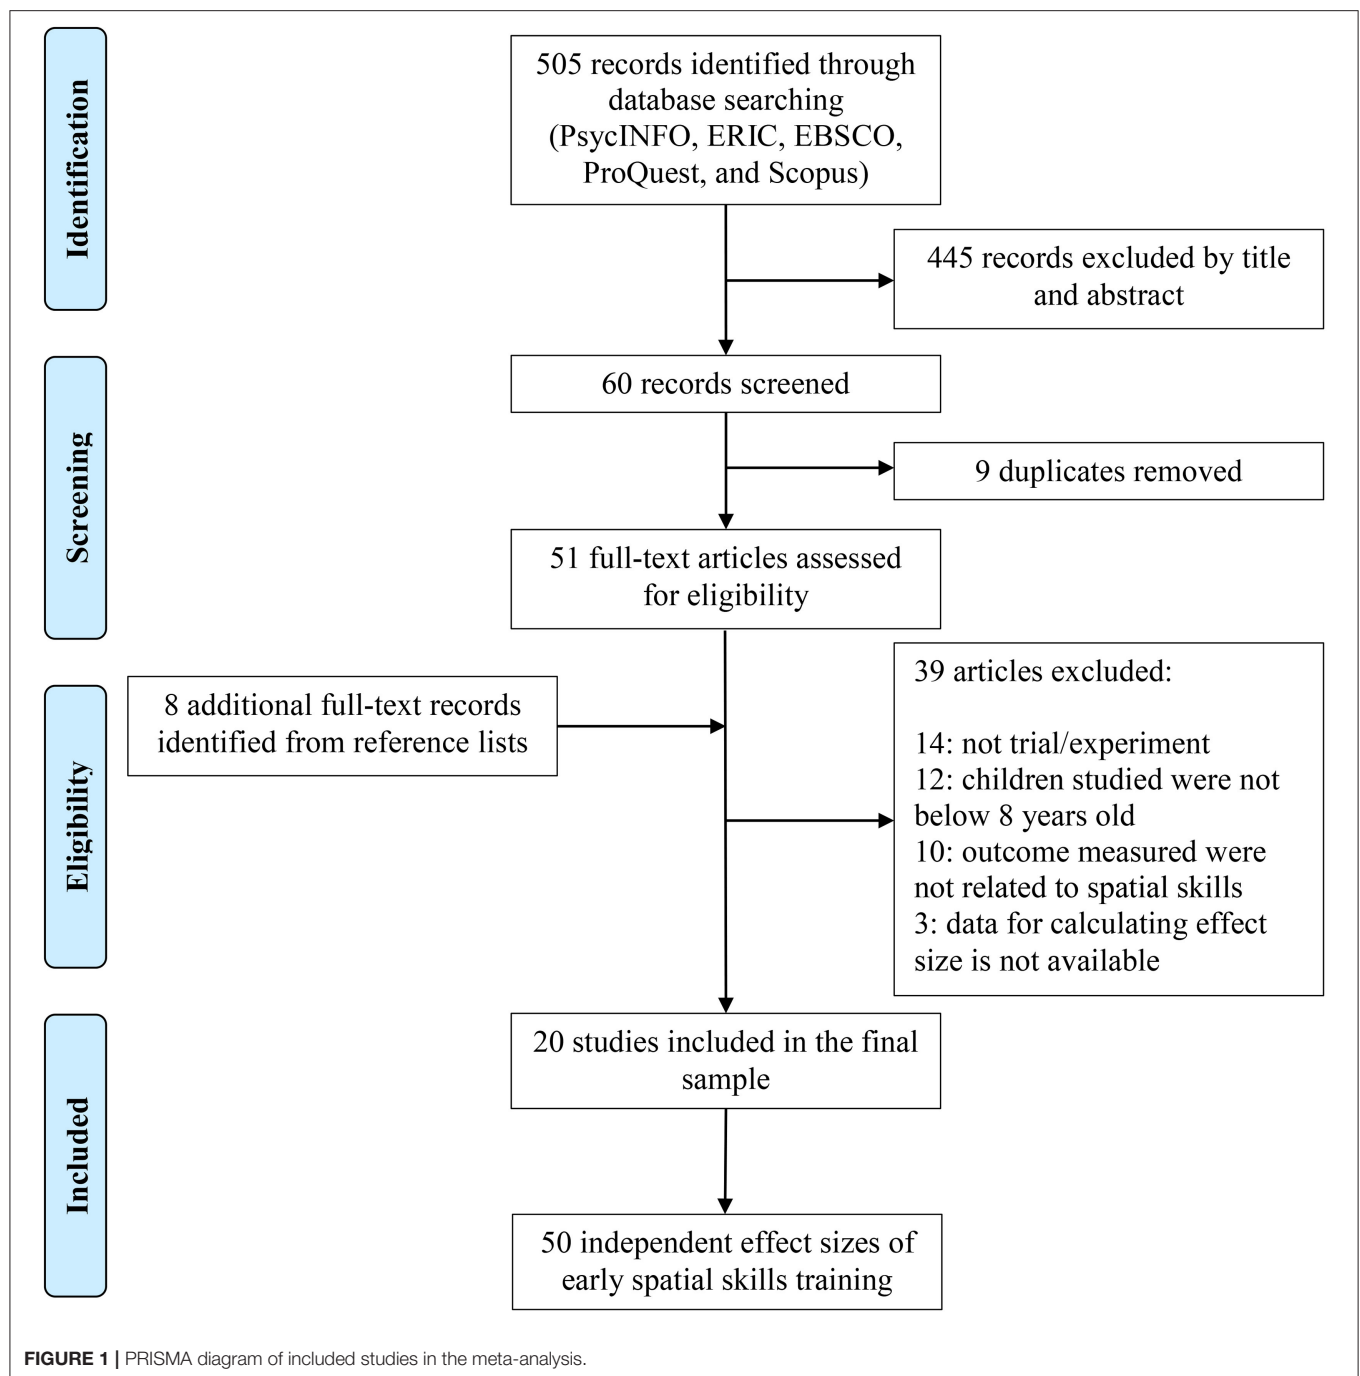 Identification
505 records identified through
database searching
(PsycINFO, ERIC, EBSCO,
ProQuest, and Scopus)
445 records excluded by title
and abstract
Screening
60 records screened
9 duplicates removed
51 full-text articles assessed
for eligibility
Eligibility
8 additional full-text records
identified from reference lists
39 articles excluded:
14: not trial/experiment
12: children studied were not
below 8 years old
10: outcome measured were
not related to spatial skills
3: data for calculating effect
size is not available
Included
20 studies included in the final
sample
50 independent effect sizes of
early spatial skills training
FIGURE 1 | PRISMA diagram of included studies in the meta-analysis.